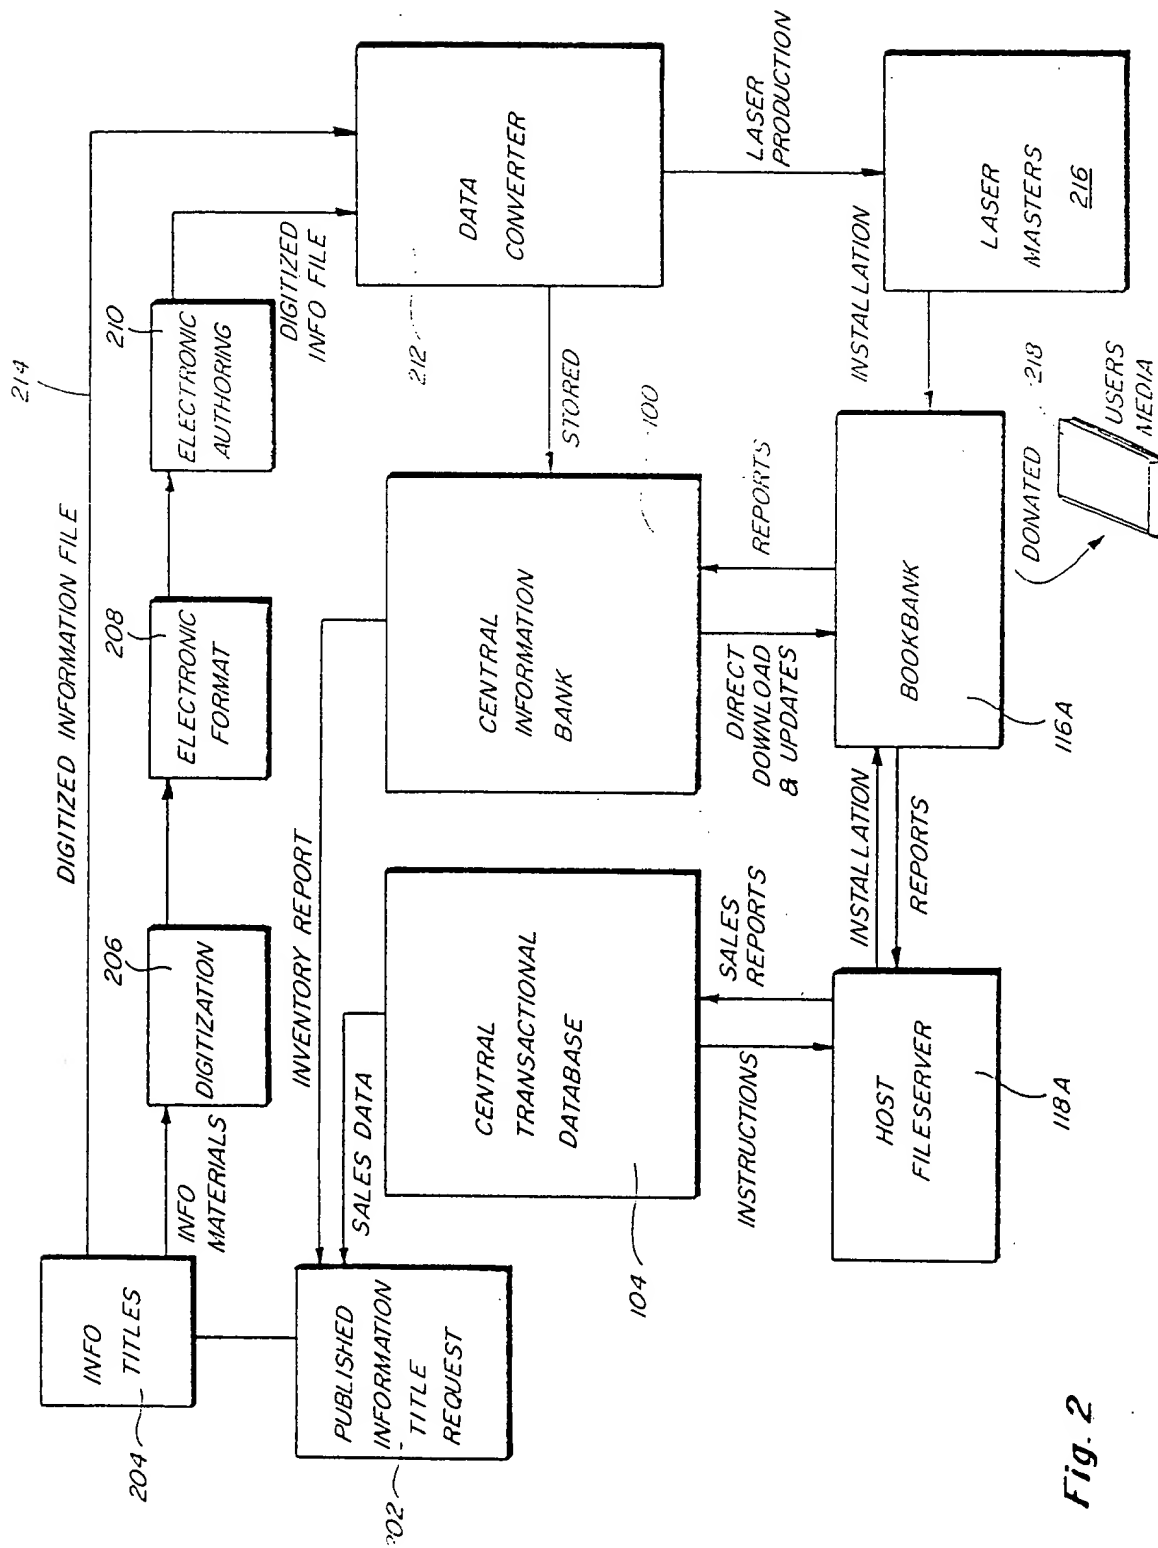 214
DIGITIZED INFORMATION FILE
INFO
TITLES
204
INFO
MATERIALS
206
DIGITIZATION
208
ELECTRONIC
FORMAT
210
ELECTRONIC
AUTHORING
DIGITIZED
INFO FILE
PUBLISHED
INFORMATION
TITLE
REQUEST
INVENTORY REPORT
SALES DATA
CENTRAL
TRANSACTIONAL
DATABASE
104
CENTRAL
INFORMATION
BANK
100
STORED
212
DATA
CONVERTER
INSTRUCTIONS
SALES
REPORTS
DIRECT
DOWNLOAD
& UPDATES
REPORTS
LASER
PRODUCTION
HOST
FILESERVER
118A
INSTALLATION
REPORTS
BOOKBANK
116A
INSTALLATION
LASER
MASTERS
216
DONATED
218
USERS
MEDIA
Fig. 2